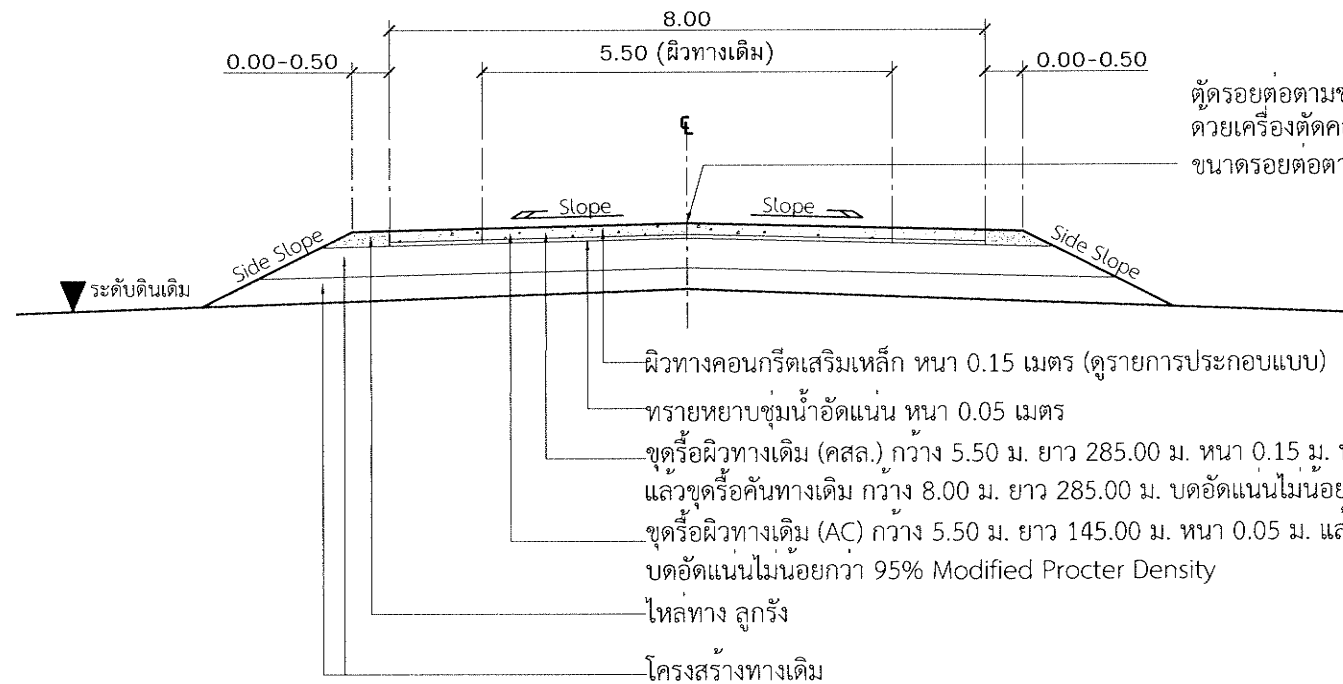 8.00
0.00-0.50
5.50 (ผิวทางเดิม)
0.00-0.50
ตัดรอยต่อตาม
ด้วยเครื่องตัด
ขนาดรอยต่อ
℄
Slope
Slope
Side Slope
Side Slope
ระดับดินเดิม
ผิวทางคอนกรีตเสริมเหล็ก หนา 0.15 เมตร (ดูรายการประกอบแบบ)
ทรายหยาบชุ่มน้ำอัดแน่น หนา 0.05 เมตร
ขุดรื้อผิวทางเดิม (คสล.) กว้าง 5.50 ม. ยาว 285.00 ม. หนา 0.15 ม.
แล้วขุดรื้อคันทางเดิม กว้าง 8.00 ม. ยาว 285.00 ม. บดอัดแน่นไม่น้อย
ขุดรื้อผิวทางเดิม (AC) กว้าง 5.50 ม. ยาว 145.00 ม. หนา 0.05 ม.
บดอัดแน่นไม่น้อยกว่า 95% Modified Procter Density
ไหล่ทาง ลูกรัง
โครงสร้างทางเดิม